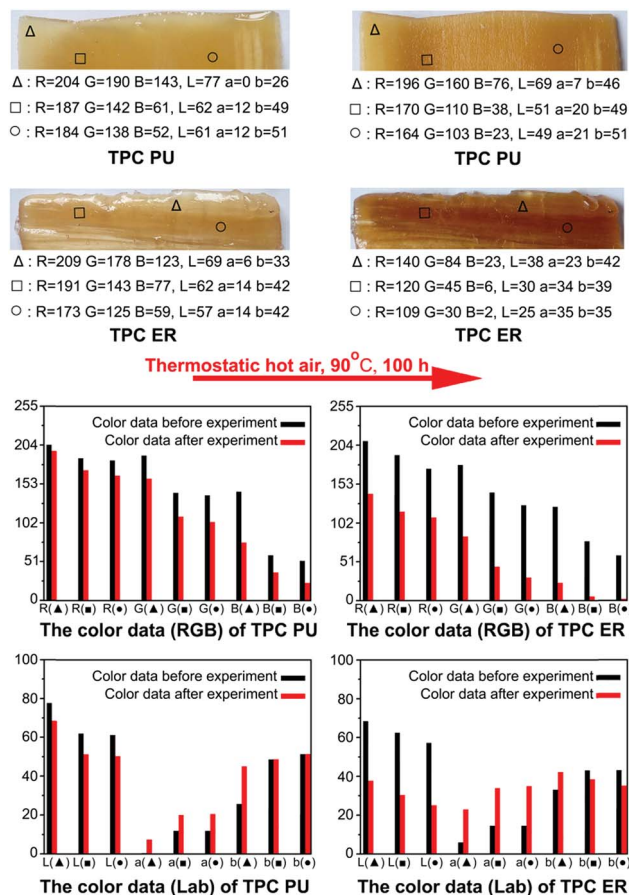 △ : R=204 G=190 B=143, L=77 a=0 b=26
□ : R=187 G=142 B=61, L=62 a=12 b=49
○ : R=184 G=138 B=52, L=61 a=12 b=51
TPC PU
△ : R=196 G=160 B=76, L=69 a=7 b=46
□ : R=170 G=110 B=38, L=51 a=20 b=49
○ : R=164 G=103 B=23, L=49 a=21 b=51
TPC PU
△ : R=209 G=178 B=123, L=69 a=6 b=33
□ : R=191 G=143 B=77, L=62 a=14 b=42
○ : R=173 G=125 B=59, L=57 a=14 b=42
TPC ER
△ : R=140 G=84 B=23, L=38 a=23 b=42
□ : R=120 G=45 B=6, L=30 a=34 b=39
○ : R=109 G=30 B=2, L=25 a=35 b=35
TPC ER
Thermostatic hot air, 90°C, 100 h
255
204
153
102
51
0
Color data before experiment
Color data after experiment
R(▲) R(■) R(●) G(▲) G(■) G(●) B(▲) B(■) B(●)
The color data (RGB) of TPC PU
255
204
153
102
51
0
Color data before experiment
Color data after experiment
R(▲) R(■) R(●) G(▲) G(■) G(●) B(▲) B(■) B(●)
The color data (RGB) of TPC ER
100
80
60
40
20
0
Color data before experiment
Color data after experiment
L(▲) L(■) L(●) a(▲) a(■) a(●) b(▲) b(■) b(●)
The color data (Lab) of TPC PU
100
80
60
40
20
0
Color data before experiment
Color data after experiment
L(▲) L(■) L(●) a(▲) a(■) a(●) b(▲) b(■) b(●)
The color data (Lab) of TPC ER